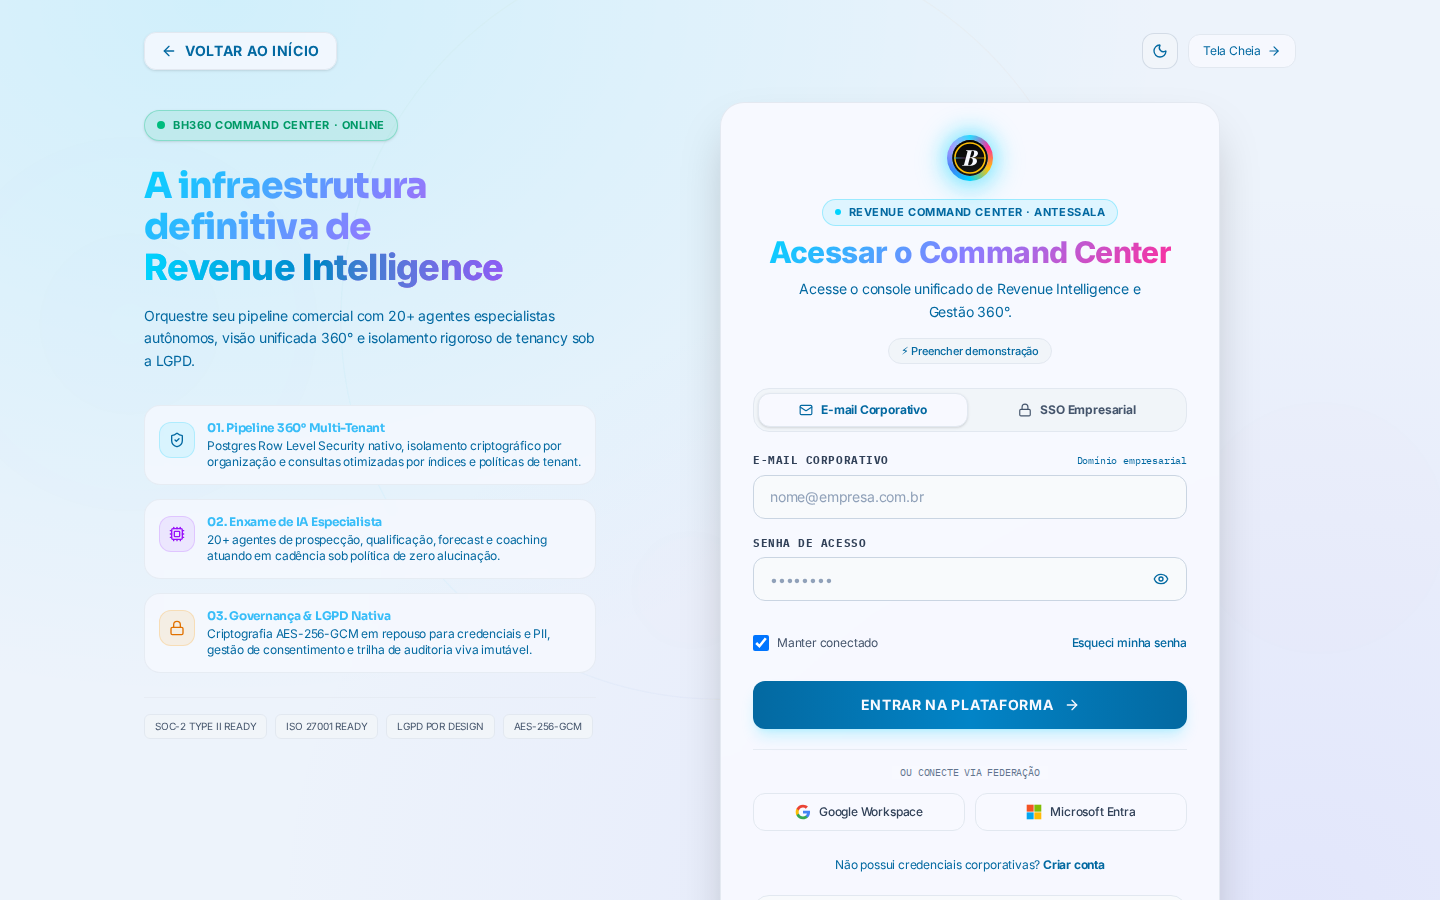 VOLTAR AO INÍCIO
Tela Cheia
BH360 COMMAND CENTER · ONLINE
A infraestrutura
definitiva de
Revenue Intelligence
Orquestre seu pipeline comercial com 20+ agentes especialistas
autônomos, visão unificada 360° e isolamento rigoroso de tenancy sob
a LGPD.
01. Pipeline 360° Multi-Tenant
Postgres Row Level Security nativo, isolamento criptográfico por
organização e consultas otimizadas por índices e políticas de tenant.
02. Enxame de IA Especialista
20+ agentes de prospecção, qualificação, forecast e coaching
atuando em cadência sob política de zero alucinação.
03. Governança & LGPD Nativa
Criptografia AES-256-GCM em repouso para credenciais e PII,
gestão de consentimento e trilha de auditoria viva imutável.
SOC-2 TYPE II READY
ISO 27001 READY
LGPD POR DESIGN
AES-256-GCM
B
REVENUE COMMAND CENTER · ANTESSALA
Acessar o Command Center
Acesse o console unificado de Revenue Intelligence e
Gestão 360°.
⚡ Preencher demonstração
E-mail Corporativo
SSO Empresarial
E-MAIL CORPORATIVO
Domínio empresarial
nome@empresa.com.br
SENHA DE ACESSO
••••••••
Manter conectado
Esqueci minha senha
ENTRAR NA PLATAFORMA
OU CONECTE VIA FEDERAÇÃO
Google Workspace
Microsoft Entra
Não possui credenciais corporativas? Criar conta